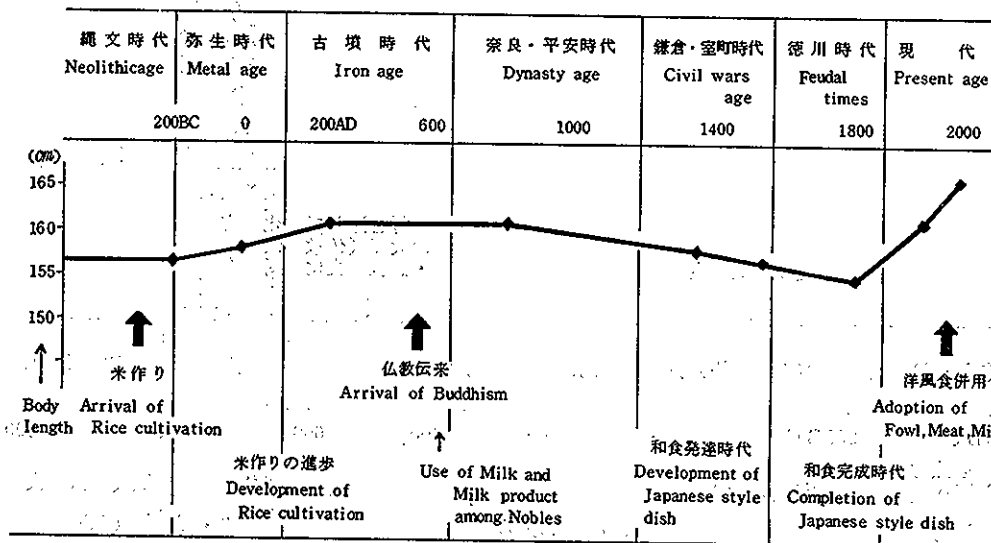 縄文時代
Neolithicage
弥生時代
Metal age
古墳時代
Iron age
奈良・平安時代
Dynasty age
鎌倉・室町時代
Civil wars
age
徳川時代
Feudal
times
現代
Present age
200BC
0
200AD
600
1000
1400
1800
2000
(cm)
165
160
155
150
Body
length
米作り
Arrival of
Rice cultivation
仏教伝来
Arrival of Buddhism
洋風食併用
Adoption of
Fowl, Meat, Mi
米作りの進歩
Development of
Rice cultivation
Use of Milk and
Milk product
among Nobles
和食発達時代
Development of
Japanese style
dish
和食完成時代
Completion of
Japanese style dish